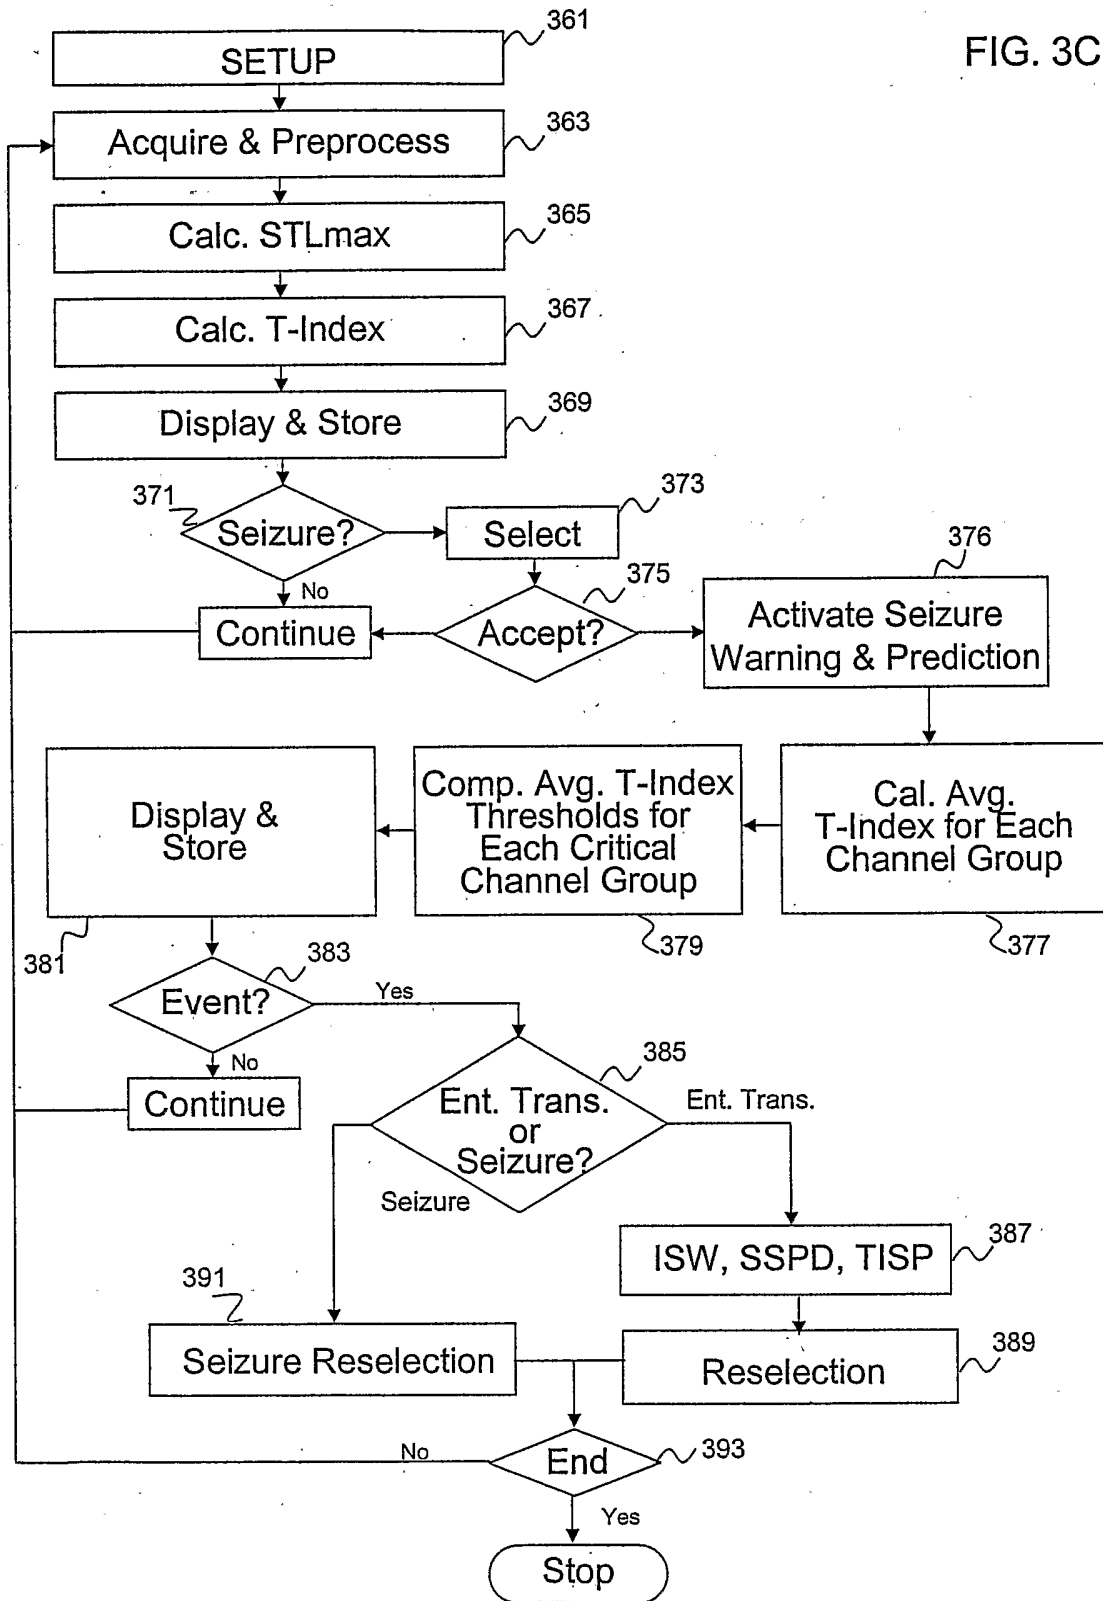 361
FIG. 3C
SETUP
363
Acquire & Preprocess
365
Calc. STLmax
367
Calc. T-Index
369
Display & Store
371
Seizure?
373
Select
No
375
376
Continue
Accept?
Activate Seizure
Warning & Prediction
Display &
Store
Comp. Avg. T-Index
Thresholds for
Each Critical
Channel Group
Cal. Avg.
T-Index for Each
Channel Group
381
379
377
383
Event?
Yes
No
Continue
385
Ent. Trans.
or
Seizure?
Ent. Trans.
Seizure
387
ISW, SSPD, TISP
391
Seizure Reselection
389
Reselection
No
End
393
Yes
Stop